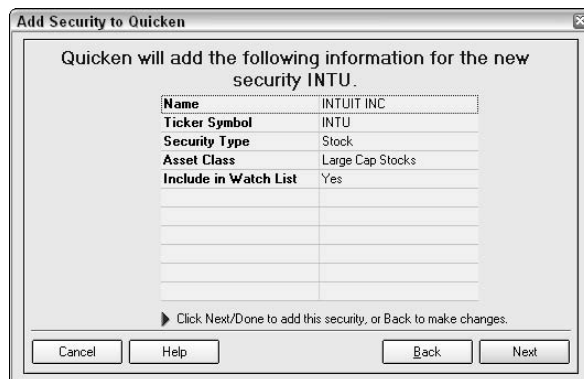 Add Security to Quicken
Quicken will add the following information for the new
security INTU.
Name INTUIT INC
Ticker Symbol INTU
Security Type Stock
Asset Class Large Cap Stocks
Include in Watch List Yes
Click Next/Done to add this security, or Back to make changes.
Cancel Help Back Next